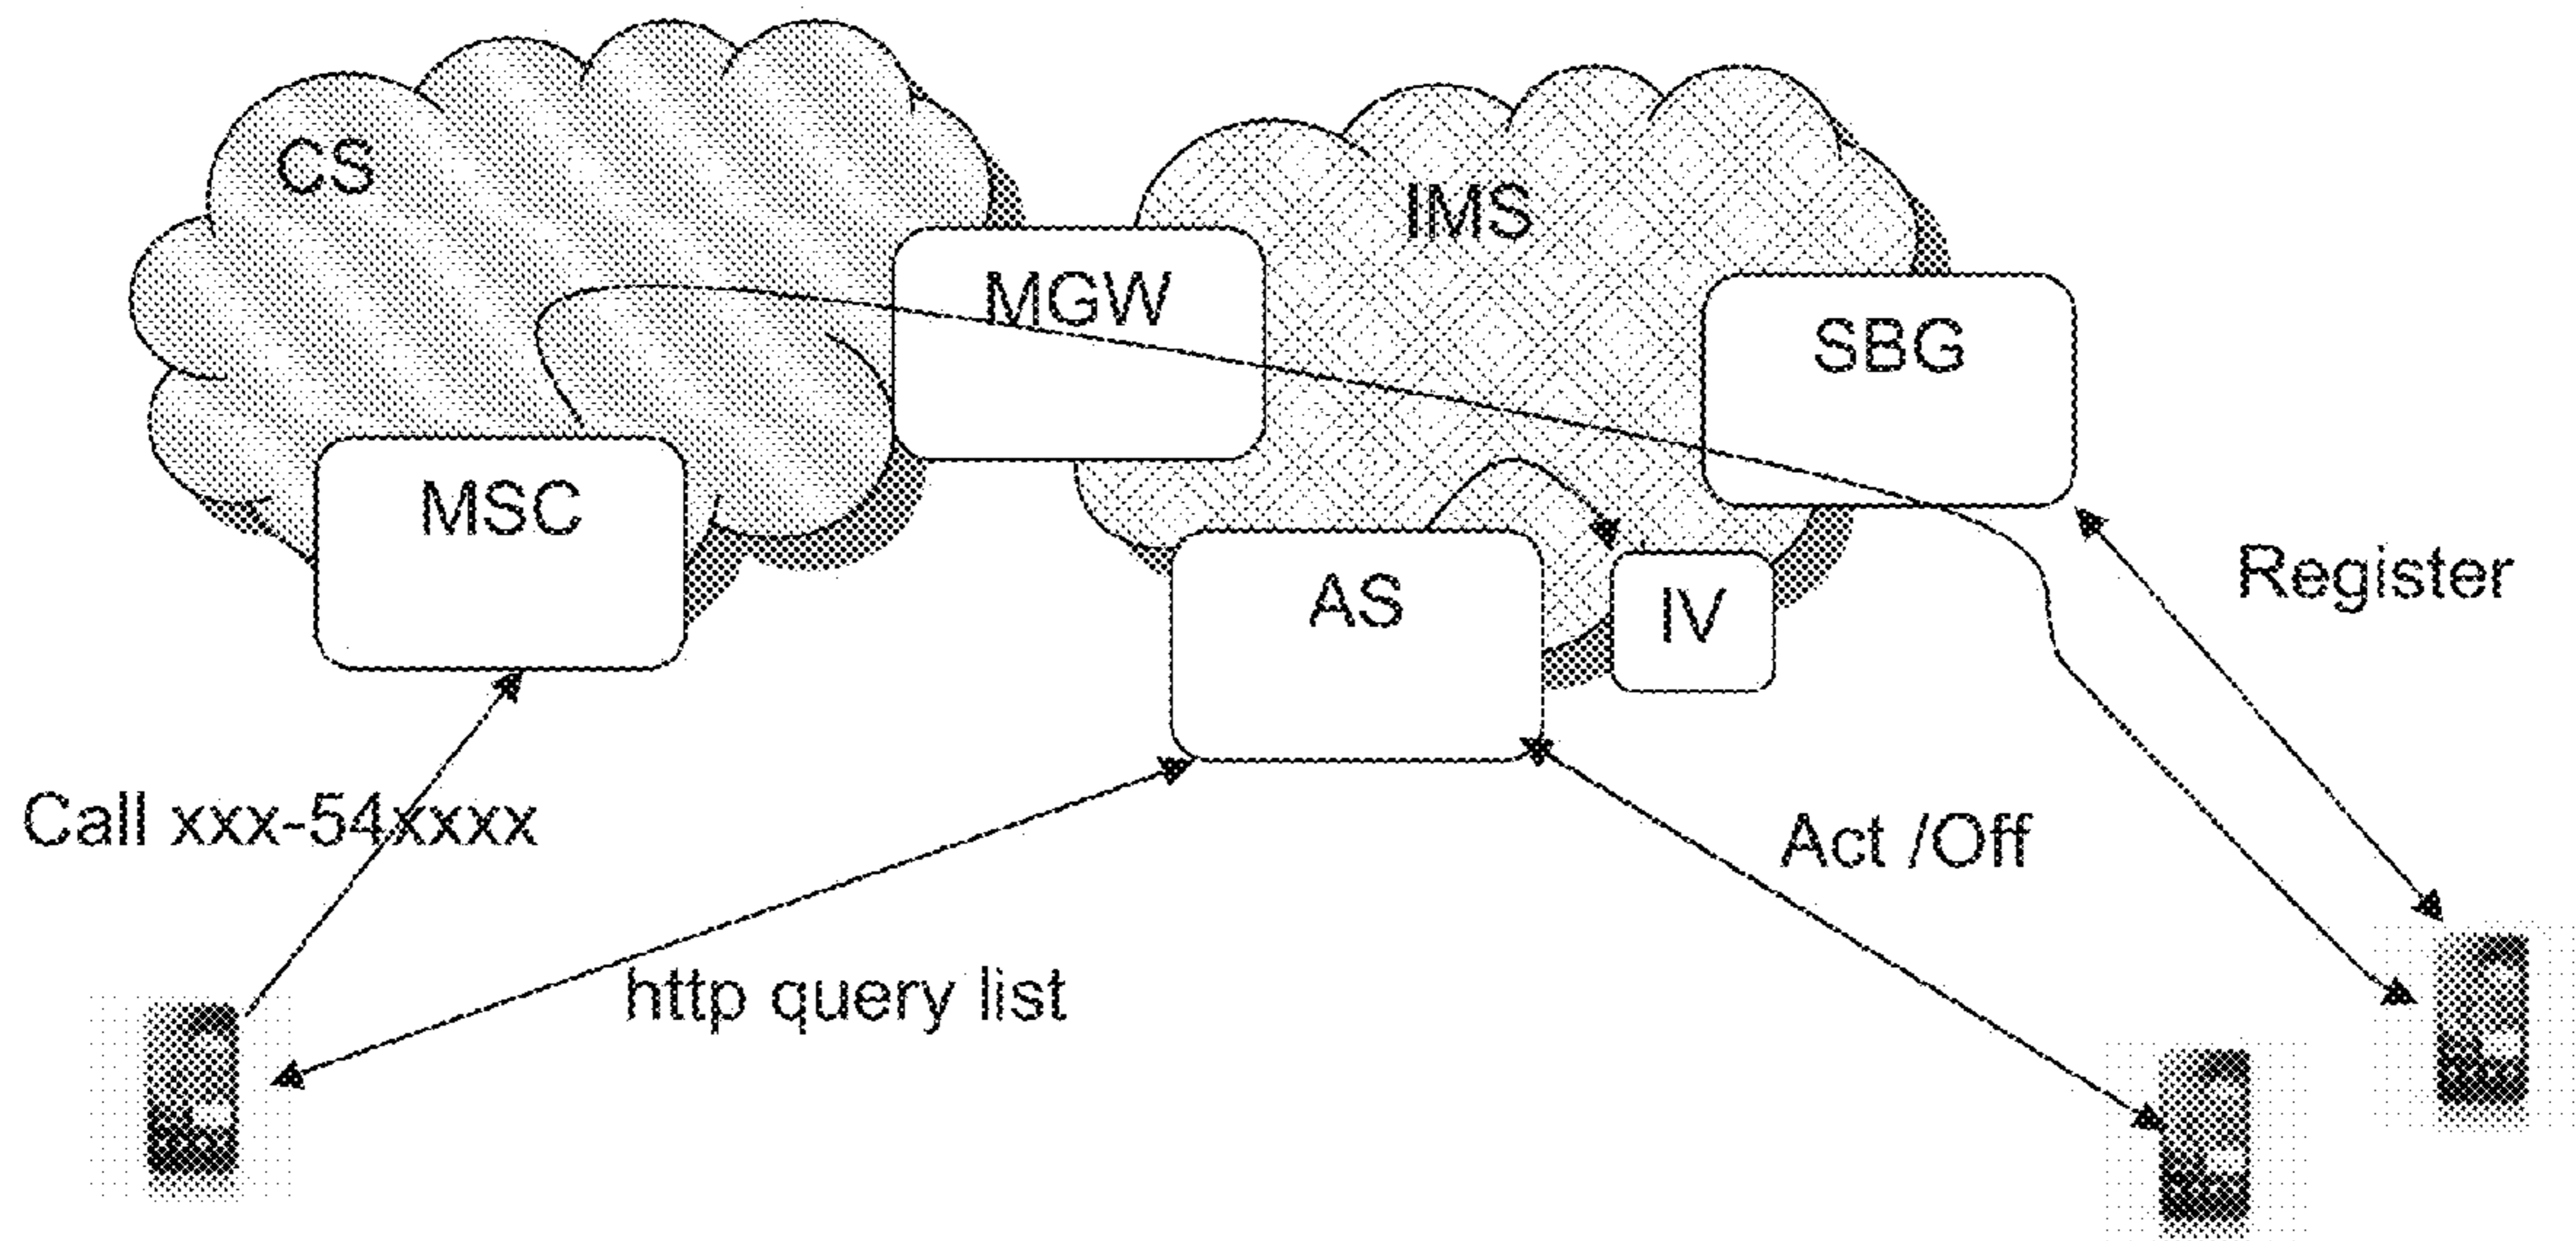 CS
IMS
MGW
SBG
MSC
Register
AS
IV
Call xxx-54xxxx
Act /Off
http query list